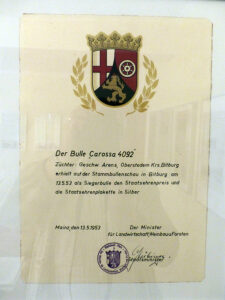 Der Bulle Carossa 4092
Züchter: Geschw. Arens, Oberstedem Krs. Bitburg
erhielt auf der Stammbullenschau in Bitburg am
13.5.53 als Siegerbulle den Staatsehrenpreis und
die Staatsehrenplakette in Silber
Mainz, den 13.5.1953 Der Minister
für Landwirtschaft, Weinbau u. Forsten